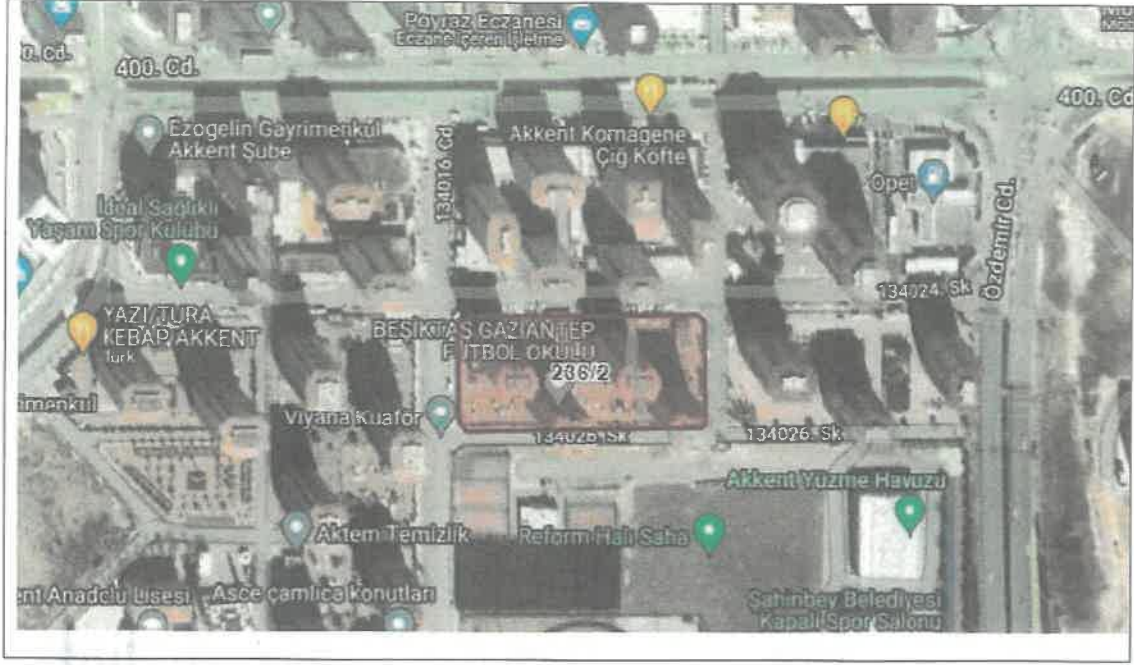 Poyraz Eczanesi
Eczane İçeren İşletme
0. Cd.
400. Cd.
400. Cd
Ezogelin Gayrimenkul
Akkent Şube
134016. Cd.
Akkent Komagene
Çiğ Köfte
Opet
Özdemir Cd.
İdeal Sağlıklı
Yaşam Spor Kulübü
134024. Sk
YAZI TURA
KEBAP AKKENT
Türk
BEŞİKTAŞ GAZİANTEP
FUTBOL OKULU
236/2
imenkul
Viyana Kuaför
134026. Sk
134026. Sk
Akkent Yüzme Havuzu
Akfem Temizlik
Reform Halı Saha
ent Anadolu Lisesi
Asce çamlıca konutları
Şahinbey Belediyesi
Kapalı Spor Salonu